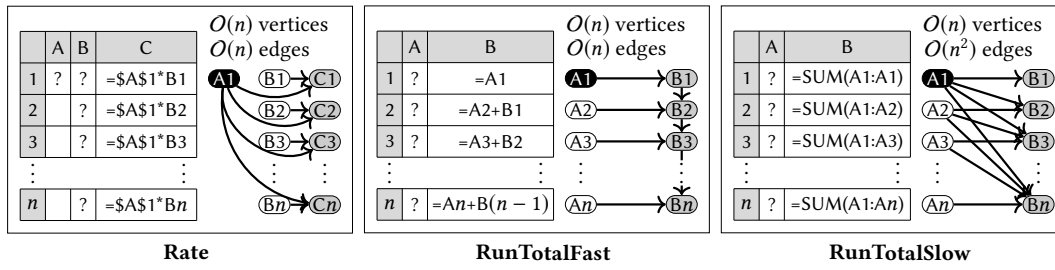 O(n) vertices
O(n) edges
A B C
1 ? ? =$A$1*B1
2 ? =$A$1*B2
3 ? =$A$1*B3
⋮ ⋮
n ? =$A$1*Bn
A1 B1 C1
B2 C2
B3 C3
⋮ ⋮
Bn Cn
Rate
O(n) vertices
O(n) edges
A B
1 ? =A1
2 ? =A2+B1
3 ? =A3+B2
⋮ ⋮
n ? =An+B(n − 1)
A1 B1
A2 B2
A3 B3
⋮ ⋮
An Bn
RunTotalFast
O(n) vertices
O(n²) edges
A B
1 ? =SUM(A1:A1)
2 ? =SUM(A1:A2)
3 ? =SUM(A1:A3)
⋮ ⋮
n ? =SUM(A1:An)
A1 B1
A2 B2
A3 B3
⋮ ⋮
An Bn
RunTotalSlow